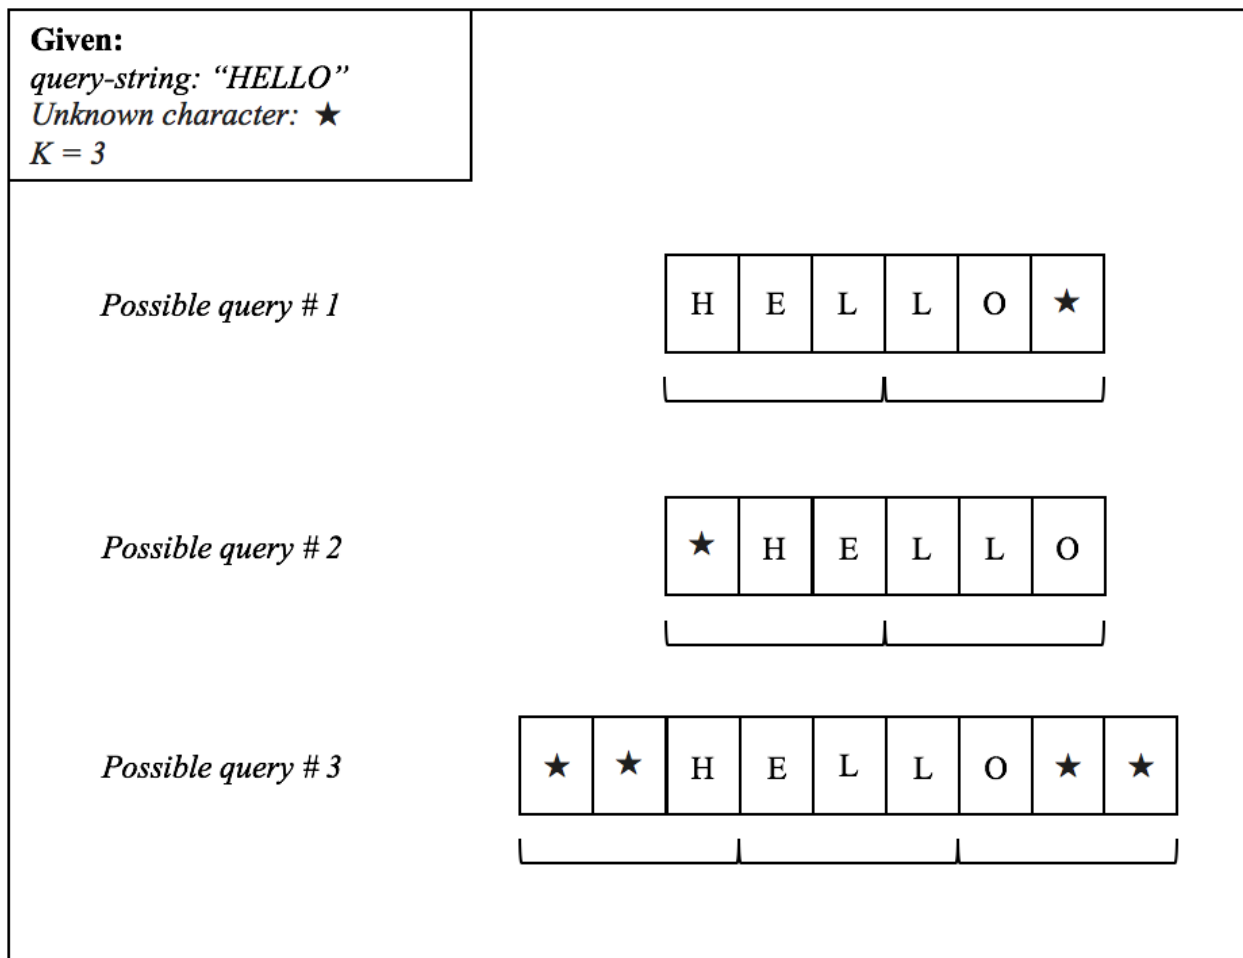 Given:
query-string: “HELLO”
Unknown character: ★
K = 3
Possible query # 1
H E L L O ★
Possible query # 2
★ H E L L O
Possible query # 3
★ ★ H E L L O ★ ★